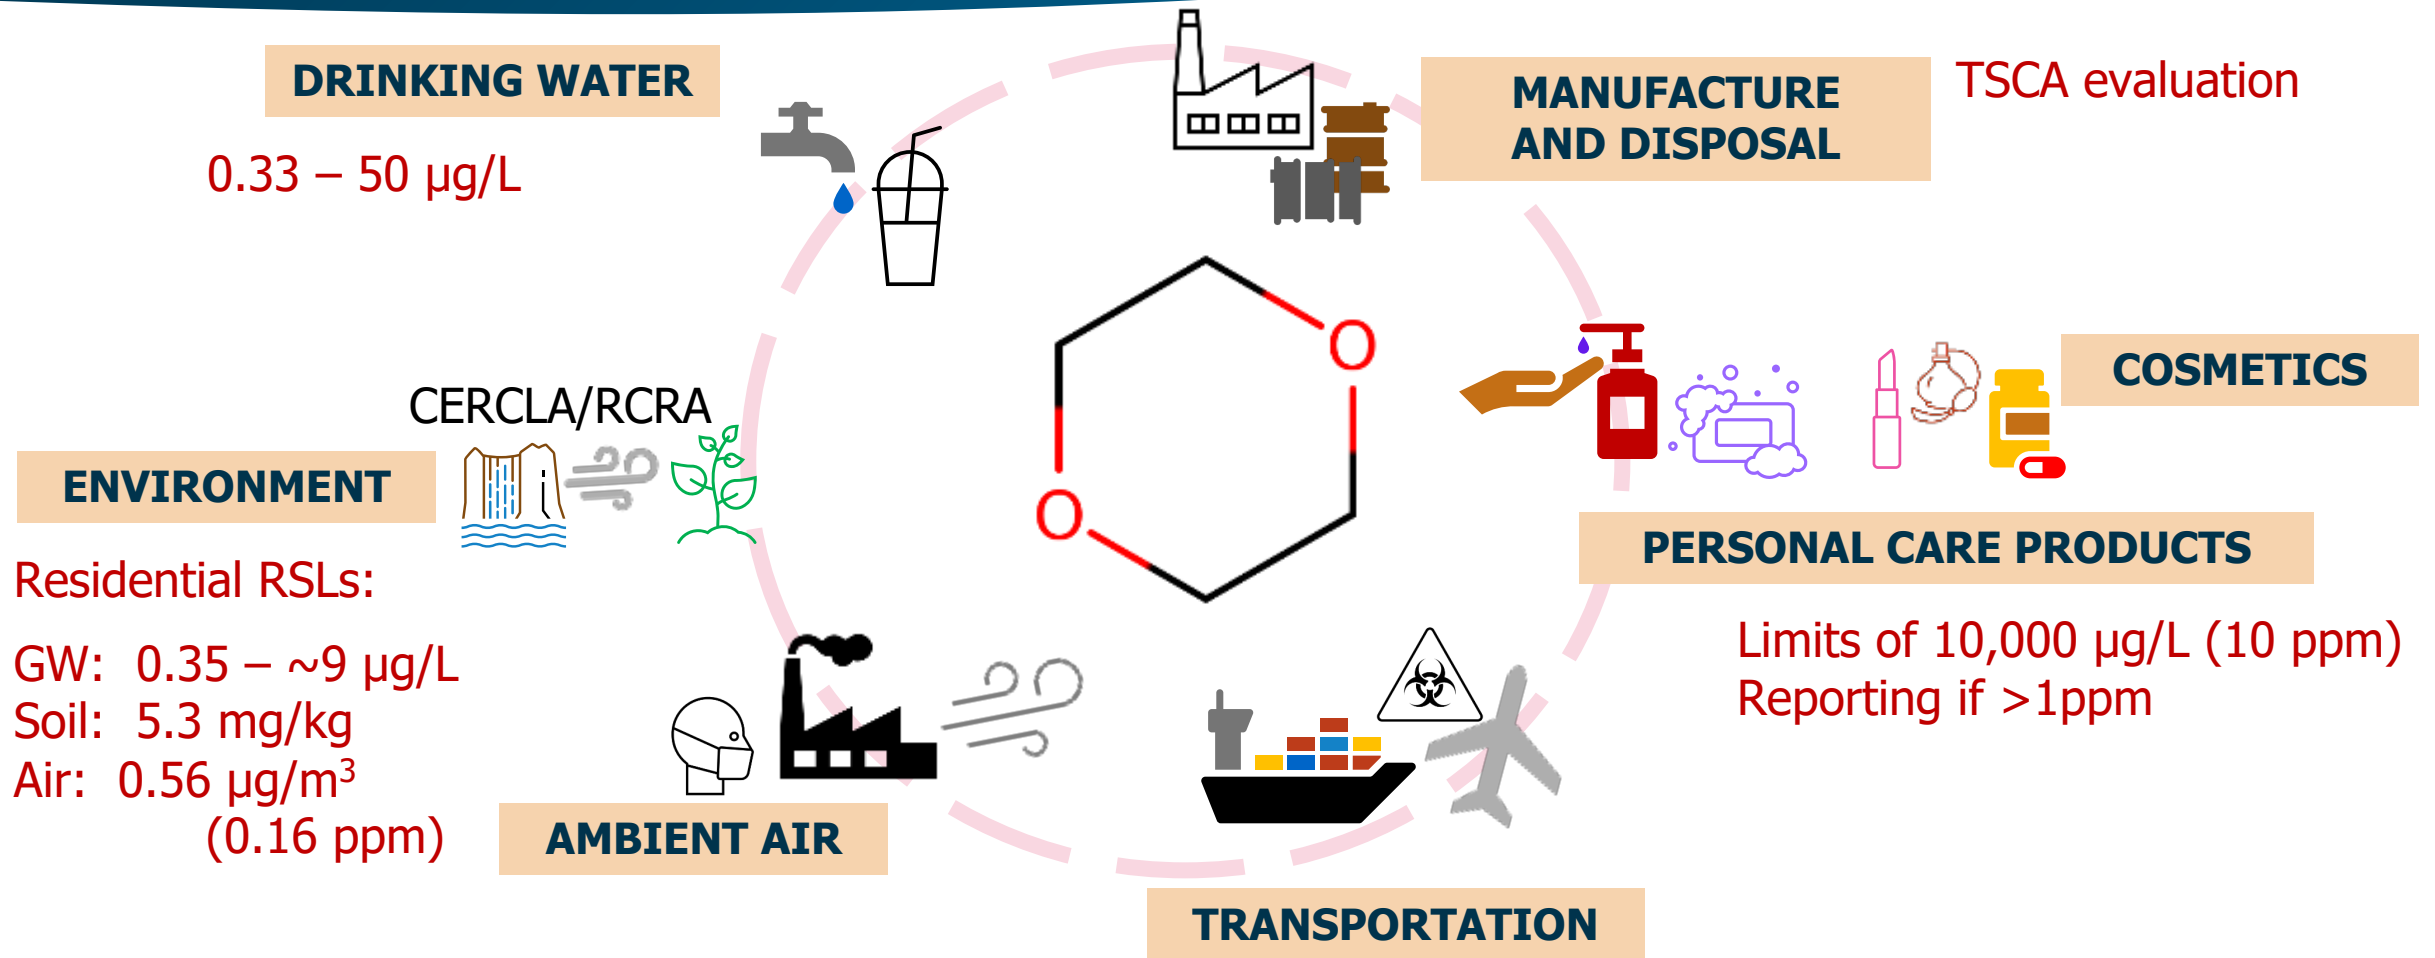 DRINKING WATER
0.33 – 50 µg/L
MANUFACTURE
AND DISPOSAL
TSCA evaluation
COSMETICS
PERSONAL CARE PRODUCTS
Limits of 10,000 µg/L (10 ppm)
Reporting if >1ppm
TRANSPORTATION
AMBIENT AIR
CERCLA/RCRA
ENVIRONMENT
Residential RSLs:
GW: 0.35 – ~9 µg/L
Soil: 5.3 mg/kg
Air: 0.56 µg/m³
(0.16 ppm)
O
O